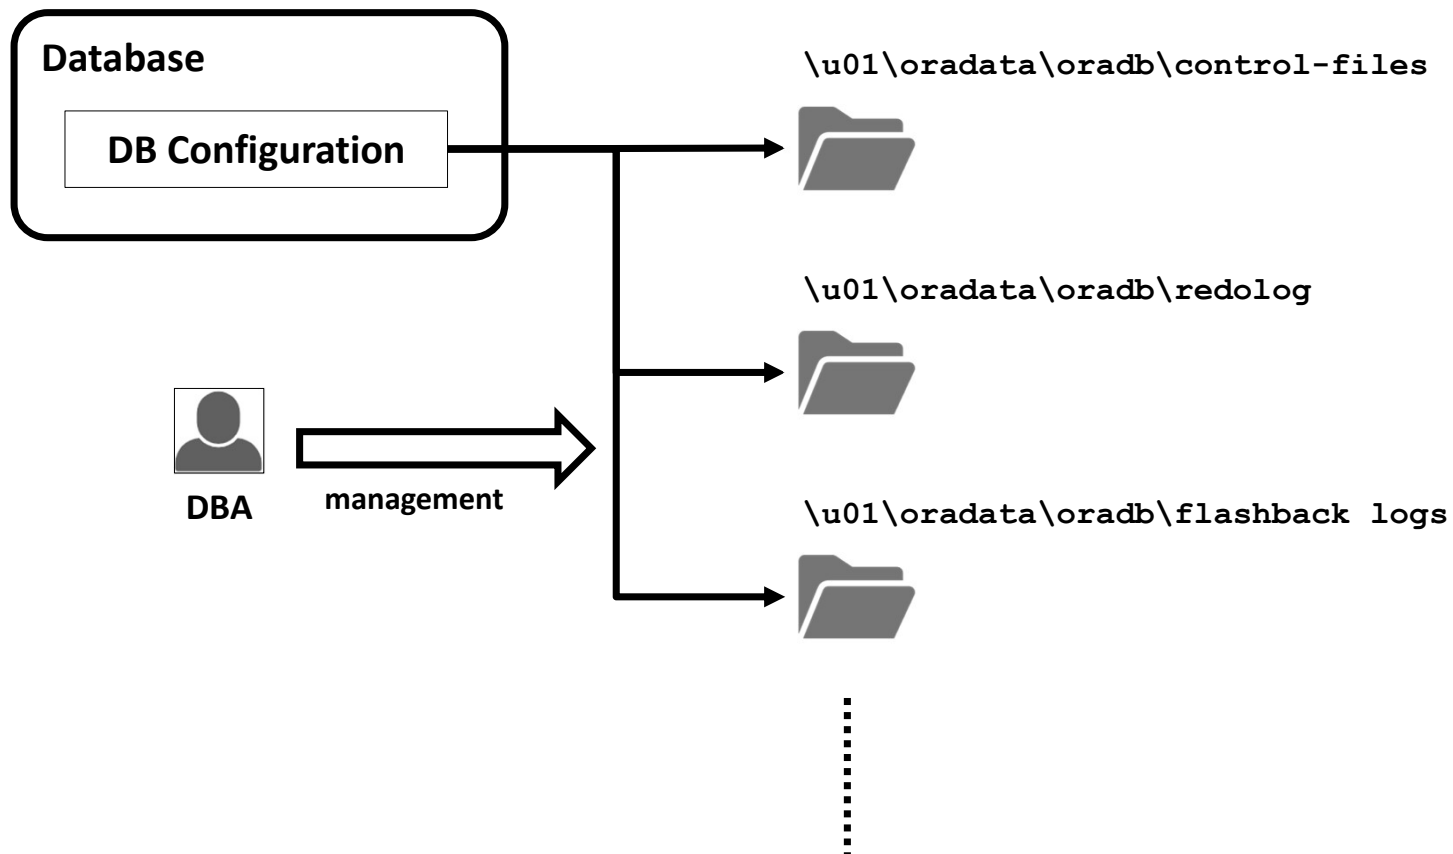 Database
DB Configuration
\u01\oradata\oradb\control-files
\u01\oradata\oradb\redolog
DBA
management
\u01\oradata\oradb\flashback logs